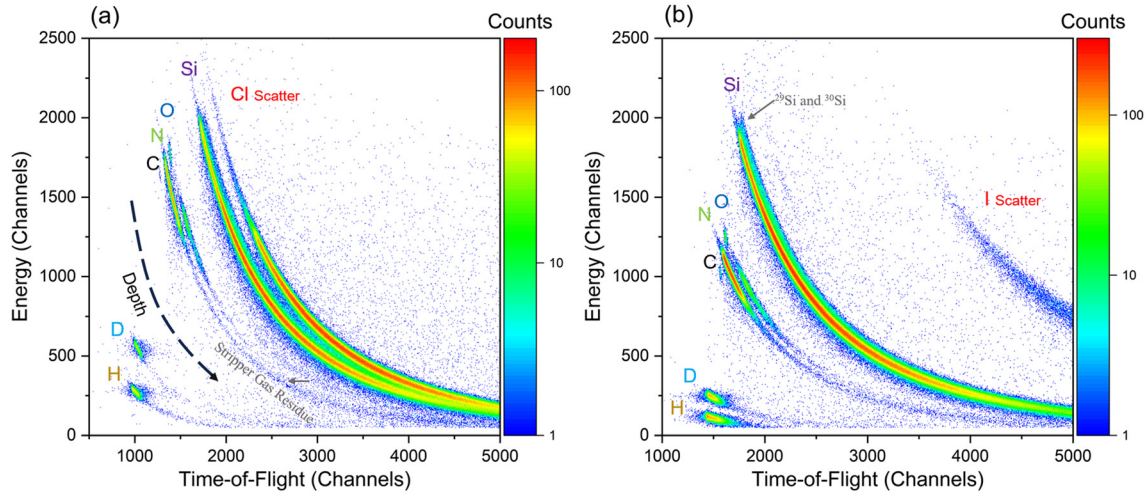 (a)
Counts
2500
2000
1500
1000
500
0
1000
2000
3000
4000
5000
Energy (Channels)
Time-of-Flight (Channels)
Si
Cl Scatter
O
N
C
Depth
D
H
Stripper Gas Residue
100
10
1
(b)
Counts
2500
2000
1500
1000
500
0
1000
2000
3000
4000
5000
Energy (Channels)
Time-of-Flight (Channels)
Si
²⁹Si and ³⁰Si
O
N
C
I Scatter
D
H
100
10
1